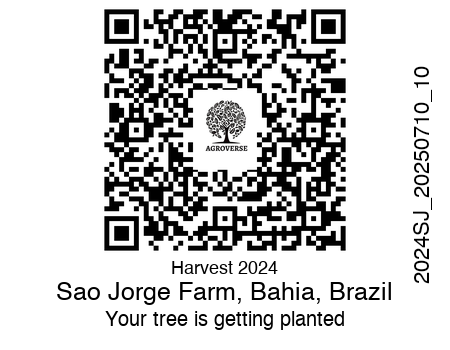 AGROVERSE
Harvest 2024
Sao Jorge Farm, Bahia, Brazil
Your tree is getting planted
2024SJ_20250710_10